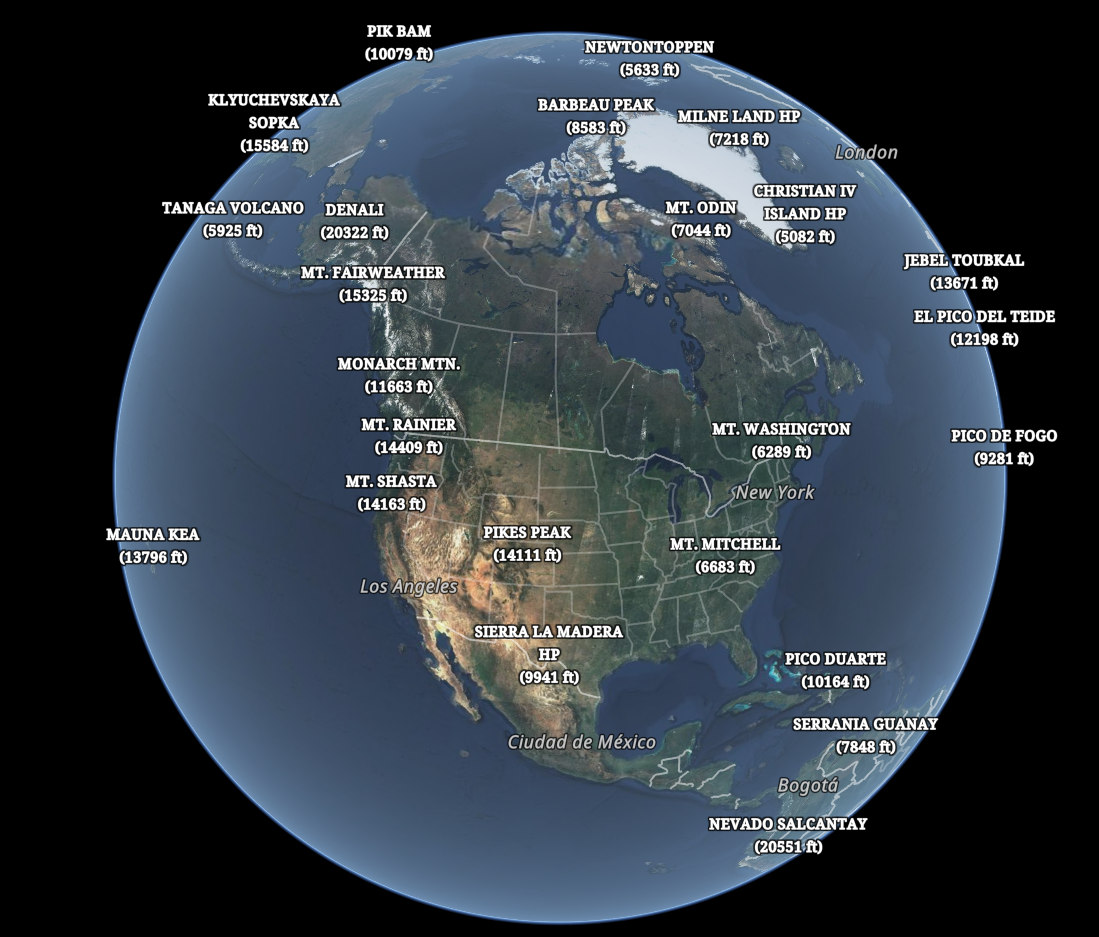 PIK BAM
(10079 ft)
NEWTONTOPPEN
(5633 ft)
KLYUCHEVSKAYA
SOPKA
(15584 ft)
BARBEAU PEAK
(8583 ft)
MILNE LAND HP
(7218 ft)
London
TANAGA VOLCANO
(5925 ft)
DENALI
(20322 ft)
MT. ODIN
(7044 ft)
CHRISTIAN IV
ISLAND HP
(5082 ft)
MT. FAIRWEATHER
(15325 ft)
JEBEL TOUBKAL
(13671 ft)
EL PICO DEL TEIDE
(12198 ft)
MONARCH MTN.
(11663 ft)
MT. RAINIER
(14409 ft)
MT. WASHINGTON
(6289 ft)
PICO DE FOGO
(9281 ft)
MT. SHASTA
(14163 ft)
New York
MAUNA KEA
(13796 ft)
PIKES PEAK
(14111 ft)
MT. MITCHELL
(6683 ft)
Los Angeles
SIERRA LA MADERA
HP
(9941 ft)
PICO DUARTE
(10164 ft)
SERRANIA GUANAY
(7848 ft)
Ciudad de México
Bogotá
NEVADO SALCANTAY
(20551 ft)